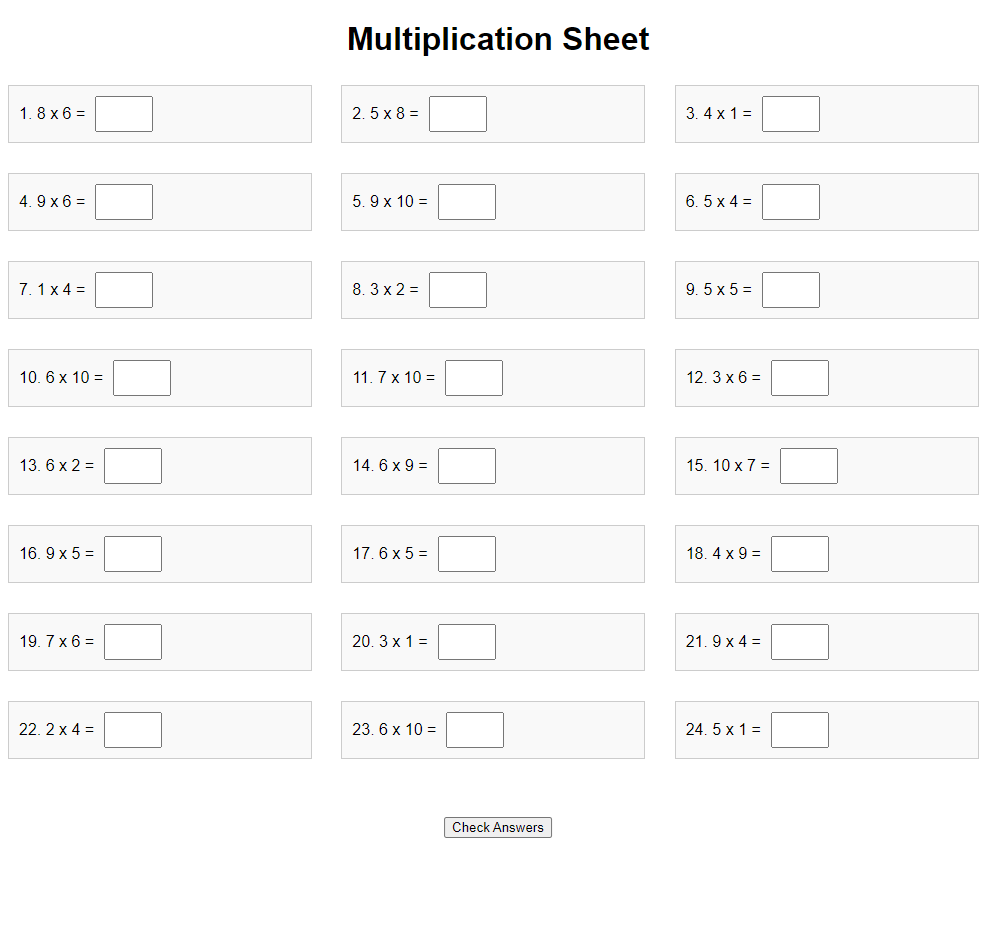 Multiplication Sheet
1. 8 x 6 =
2. 5 x 8 =
3. 4 x 1 =
4. 9 x 6 =
5. 9 x 10 =
6. 5 x 4 =
7. 1 x 4 =
8. 3 x 2 =
9. 5 x 5 =
10. 6 x 10 =
11. 7 x 10 =
12. 3 x 6 =
13. 6 x 2 =
14. 6 x 9 =
15. 10 x 7 =
16. 9 x 5 =
17. 6 x 5 =
18. 4 x 9 =
19. 7 x 6 =
20. 3 x 1 =
21. 9 x 4 =
22. 2 x 4 =
23. 6 x 10 =
24. 5 x 1 =
Check Answers